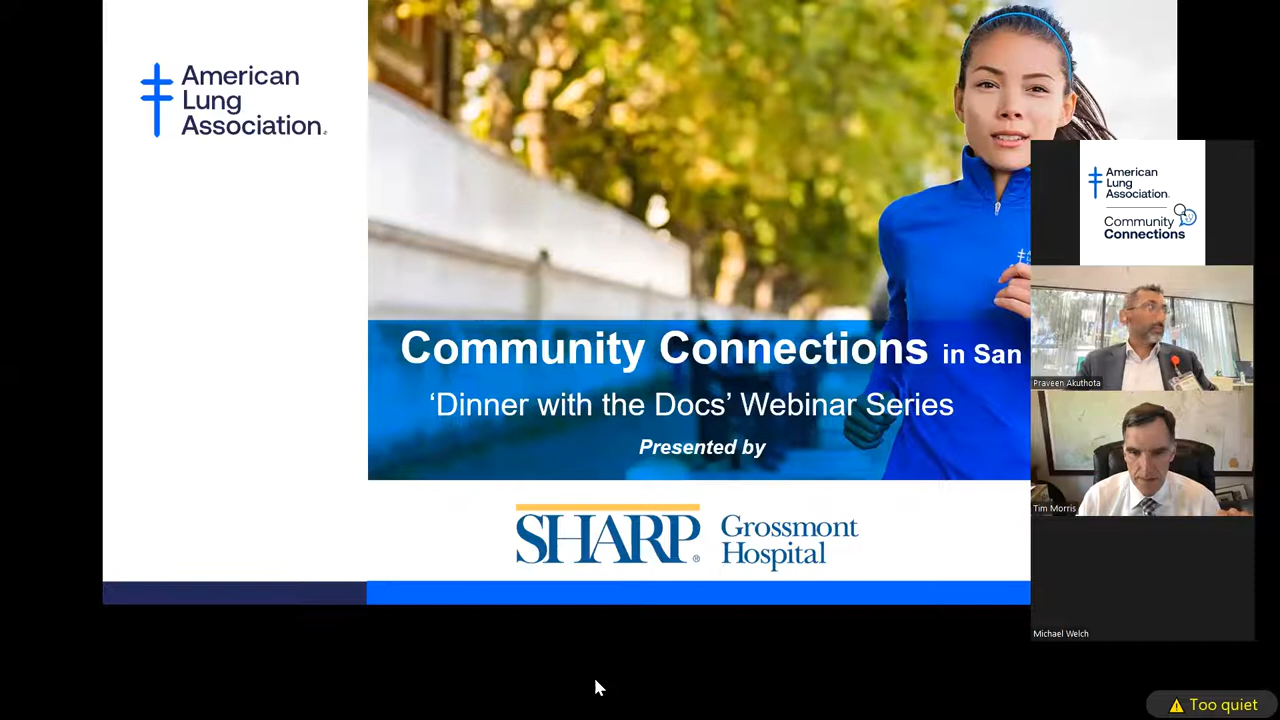 American
Lung
Association.
Community Connections in San
‘Dinner with the Docs’ Webinar Series
Presented by
SHARP® Grossmont
Hospital
American
Lung
Association.
Community
Connections
Praveen Akuthota
Tim Morris
Michael Welch
Too quiet